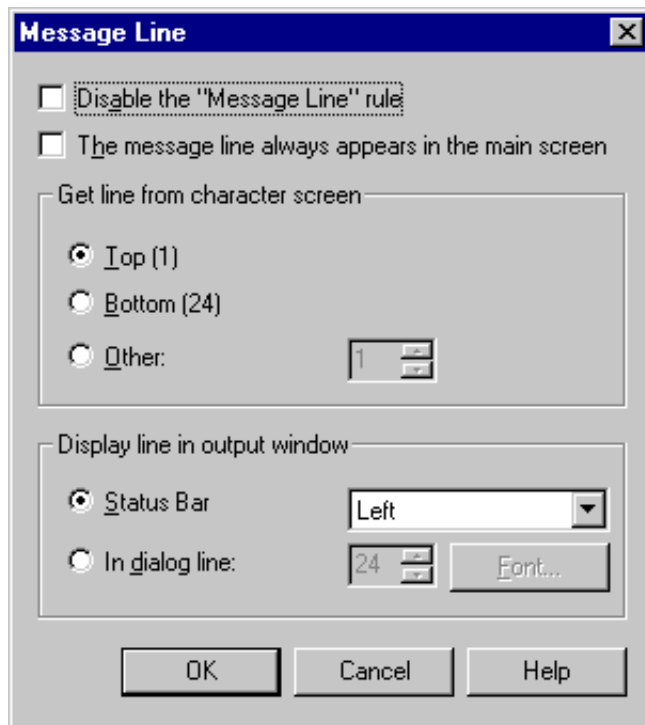 Message Line
Disable the "Message Line" rule
The message line always appears in the main screen
Get line from character screen
Top (1)
Bottom (24)
Other: 1
Display line in output window
Status Bar Left
In dialog line: 24 Font...
OK Cancel Help